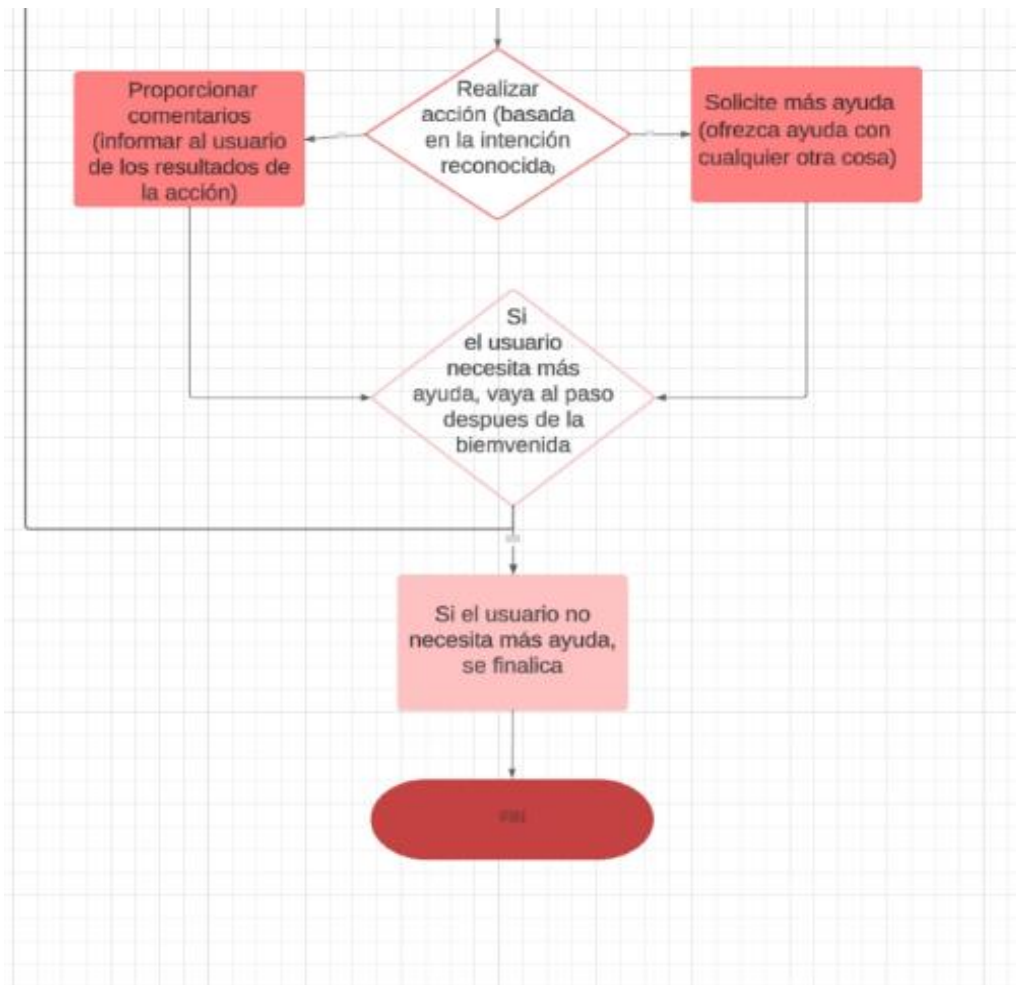 Proporcionar
comentarios
(informar al usuario
de los resultados de
la acción)
Realizar
acción (basada
en la intención
reconocida)
Solicite más ayuda
(ofrezca ayuda con
cualquier otra cosa)
Si
el usuario
necesita más
ayuda, vaya al paso
despues de la
biemvenida
Si el usuario no
necesita más ayuda,
se finalica
FIN